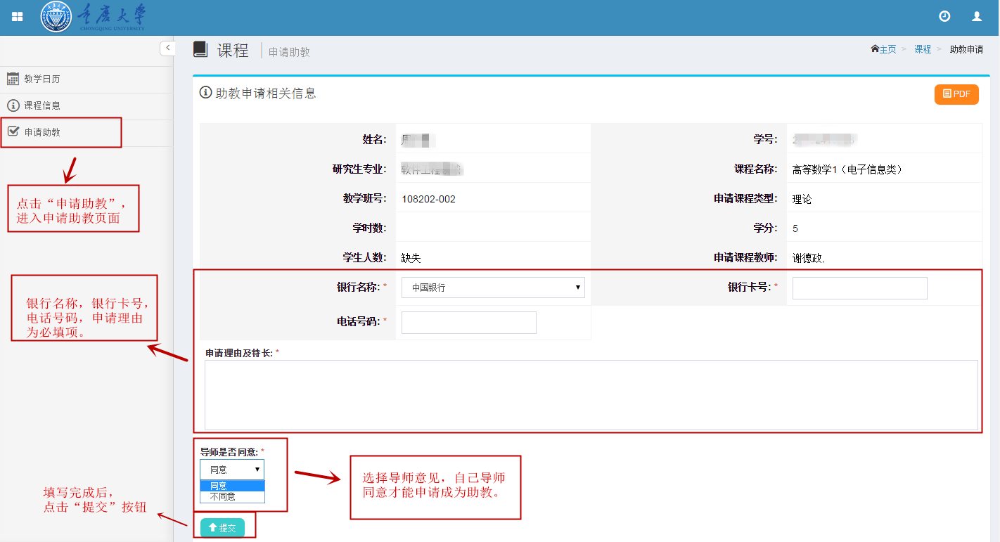 重庆大学
CHONGQING UNIVERSITY
课程 申请助教
主页 > 课程 > 助教申请
教学日历
课程信息
申请助教
点击“申请助教”，
进入申请助教页面
银行名称，银行卡号，
电话号码，申请理由
为必填项。
填写完成后，
点击“提交”按钮
助教申请相关信息
PDF
姓名:
学号:
研究生专业: 软件工程
课程名称: 高等数学1（电子信息类）
教学班号: 108202-002
申请课程类型: 理论
学时数:
学分: 5
学生人数: 缺失
申请课程教师: 谢德政,
银行名称: * 中国银行
银行卡号: *
电话号码: *
申请理由及特长: *
导师是否同意: *
同意
同意
不同意
选择导师意见，自己导师
同意才能申请成为助教。
提交